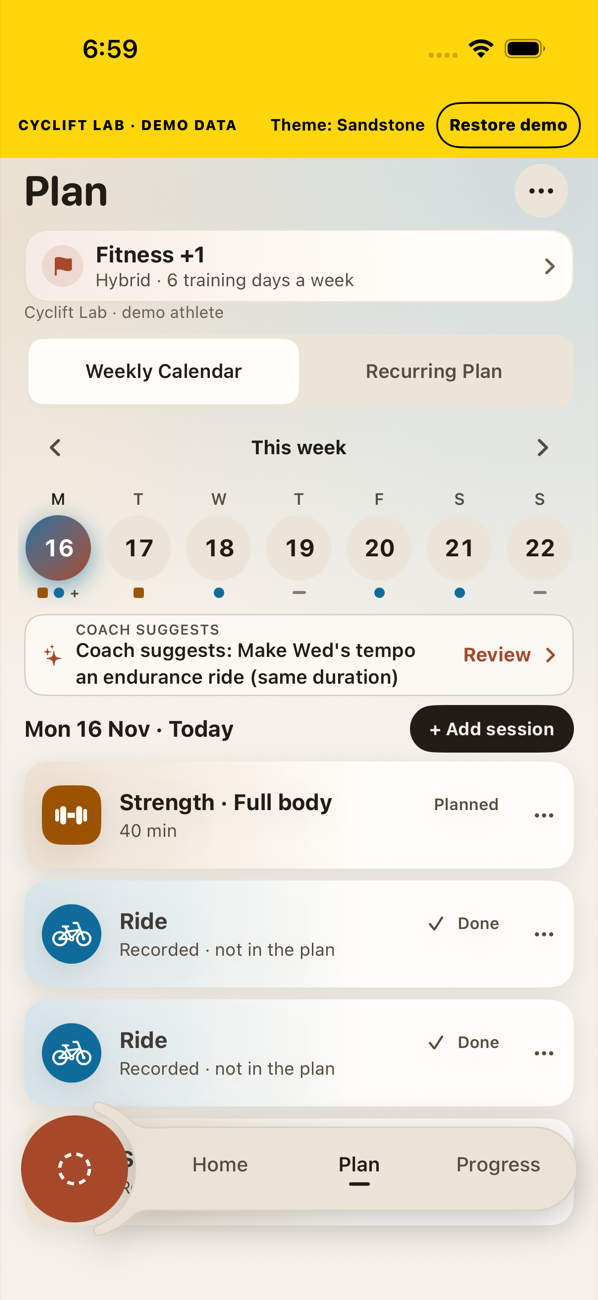 6:59
CYCLIFT LAB · DEMO DATA
Theme: Sandstone
Restore demo
Plan
Fitness +1
Hybrid · 6 training days a week
Cyclift Lab · demo athlete
Weekly Calendar
Recurring Plan
This week
M T W T F S S
16 17 18 19 20 21 22
+
COACH SUGGESTS
Coach suggests: Make Wed's tempo
an endurance ride (same duration)
Review
Mon 16 Nov · Today
+ Add session
Strength · Full body
40 min
Planned
Ride
Recorded · not in the plan
Done
Ride
Recorded · not in the plan
Done
Home
Plan
Progress